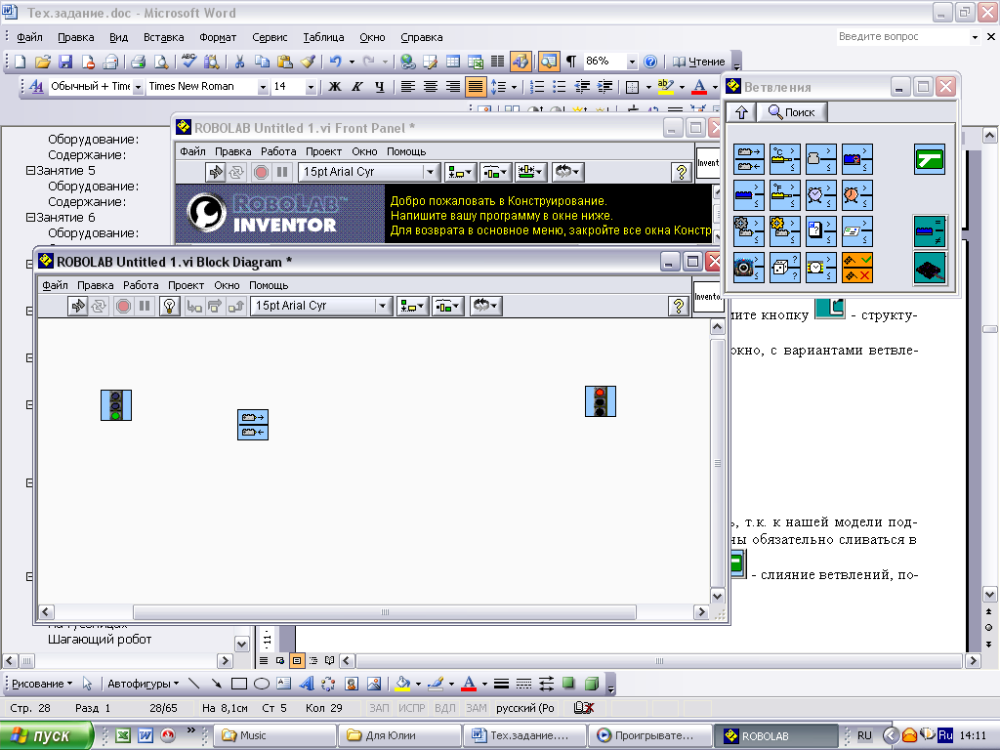 Тех.задание.doc - Microsoft Word
Файл Правка Вид Вставка Формат Сервис Таблица Окно Справка
Введите вопрос
86% Чтение
Обычный + Time Times New Roman 14 Ж К Ч
Ветвления
Поиск
Оборудование:
Содержание:
Занятие 5
Оборудование:
Содержание:
Занятие 6
Оборудование:
ROBOLAB Untitled 1.vi Front Panel *
Файл Правка Работа Проект Окно Помощь
15pt Arial Cyr
Invent
ROBOLAB™
INVENTOR
Добро пожаловать в Конструирование.
Напишите вашу программу в окне ниже.
Для возврата в основное меню, закройте все окна Констр
ROBOLAB Untitled 1.vi Block Diagram *
Файл Правка Работа Проект Окно Помощь
15pt Arial Cyr
Invento
мите кнопку - структу-
окно, с вариантами ветвле-
ь, т.к. к нашей модели под-
ны обязательно сливаться в
- слияние ветвлений, по-
Шагающий робот
Рисование Автофигуры
Стр. 28 Разд 1 28/65 На 8,1см Ст 5 Кол 29 ЗАП ИСПР ВДЛ ЗАМ русский (Ро
пуск Music Для Юлии Тех.задание.... Проигрывате... ROBOLAB RU Ru 14:11